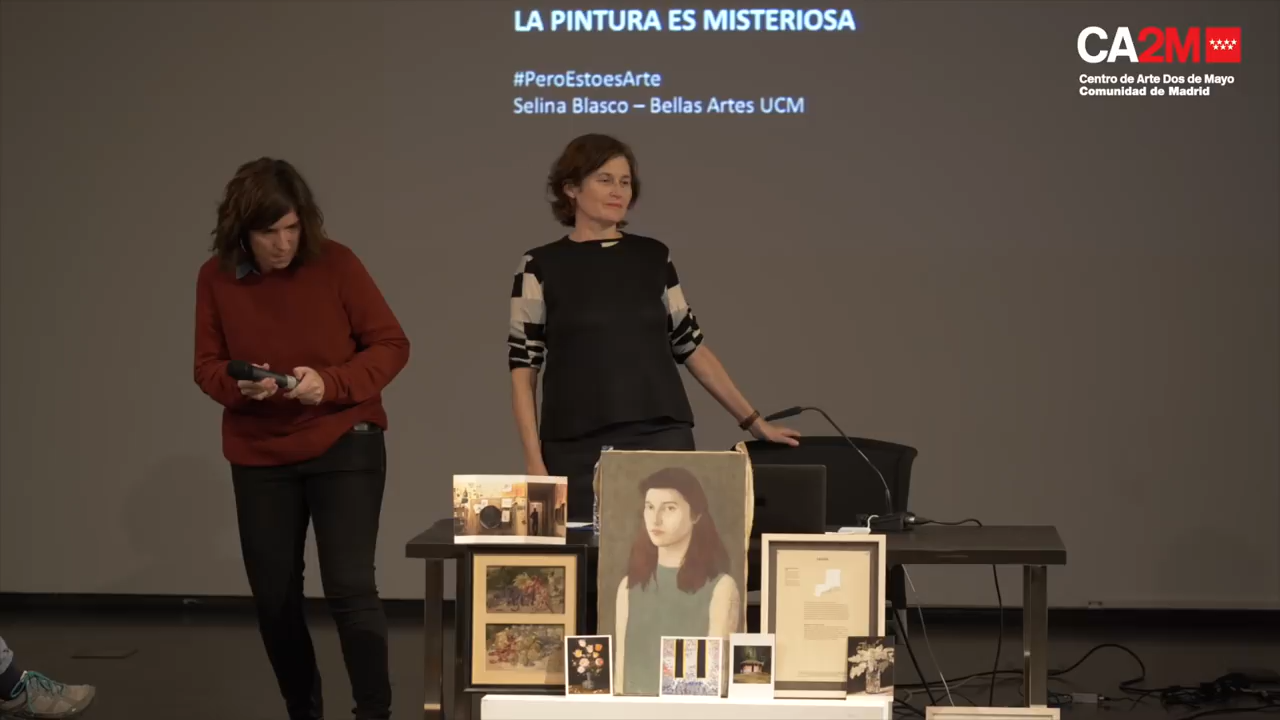 LA PINTURA ES MISTERIOSA
#PeroEstoesArte
Selina Blasco – Bellas Artes UCM
CA2M
Centro de Arte Dos de Mayo
Comunidad de Madrid